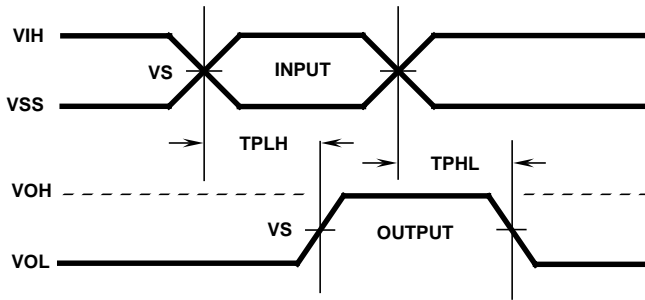 VIH
VS INPUT
VSS
TPLH
TPHL
VOH
VS OUTPUT
VOL